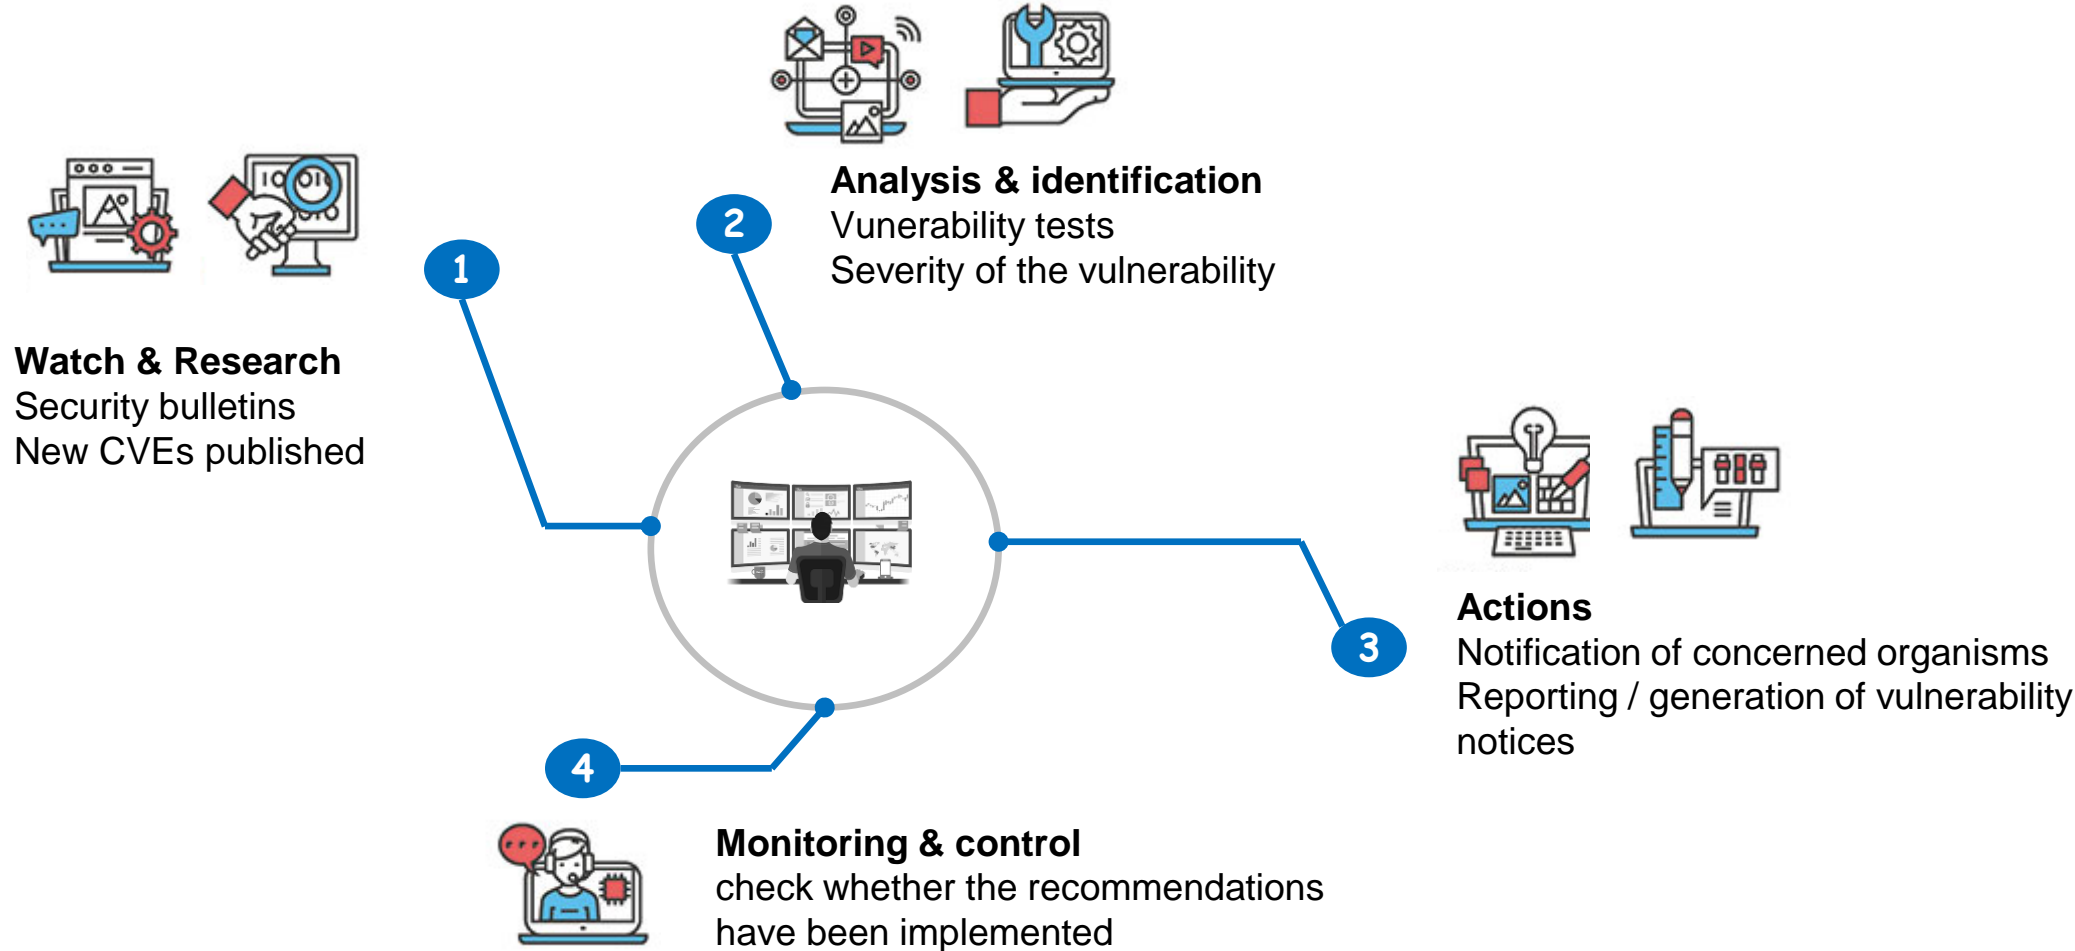 1
Watch & Research
Security bulletins
New CVEs published
2
Analysis & identification
Vunerability tests
Severity of the vulnerability
3
Actions
Notification of concerned organisms
Reporting / generation of vulnerability
notices
4
Monitoring & control
check whether the recommendations
have been implemented